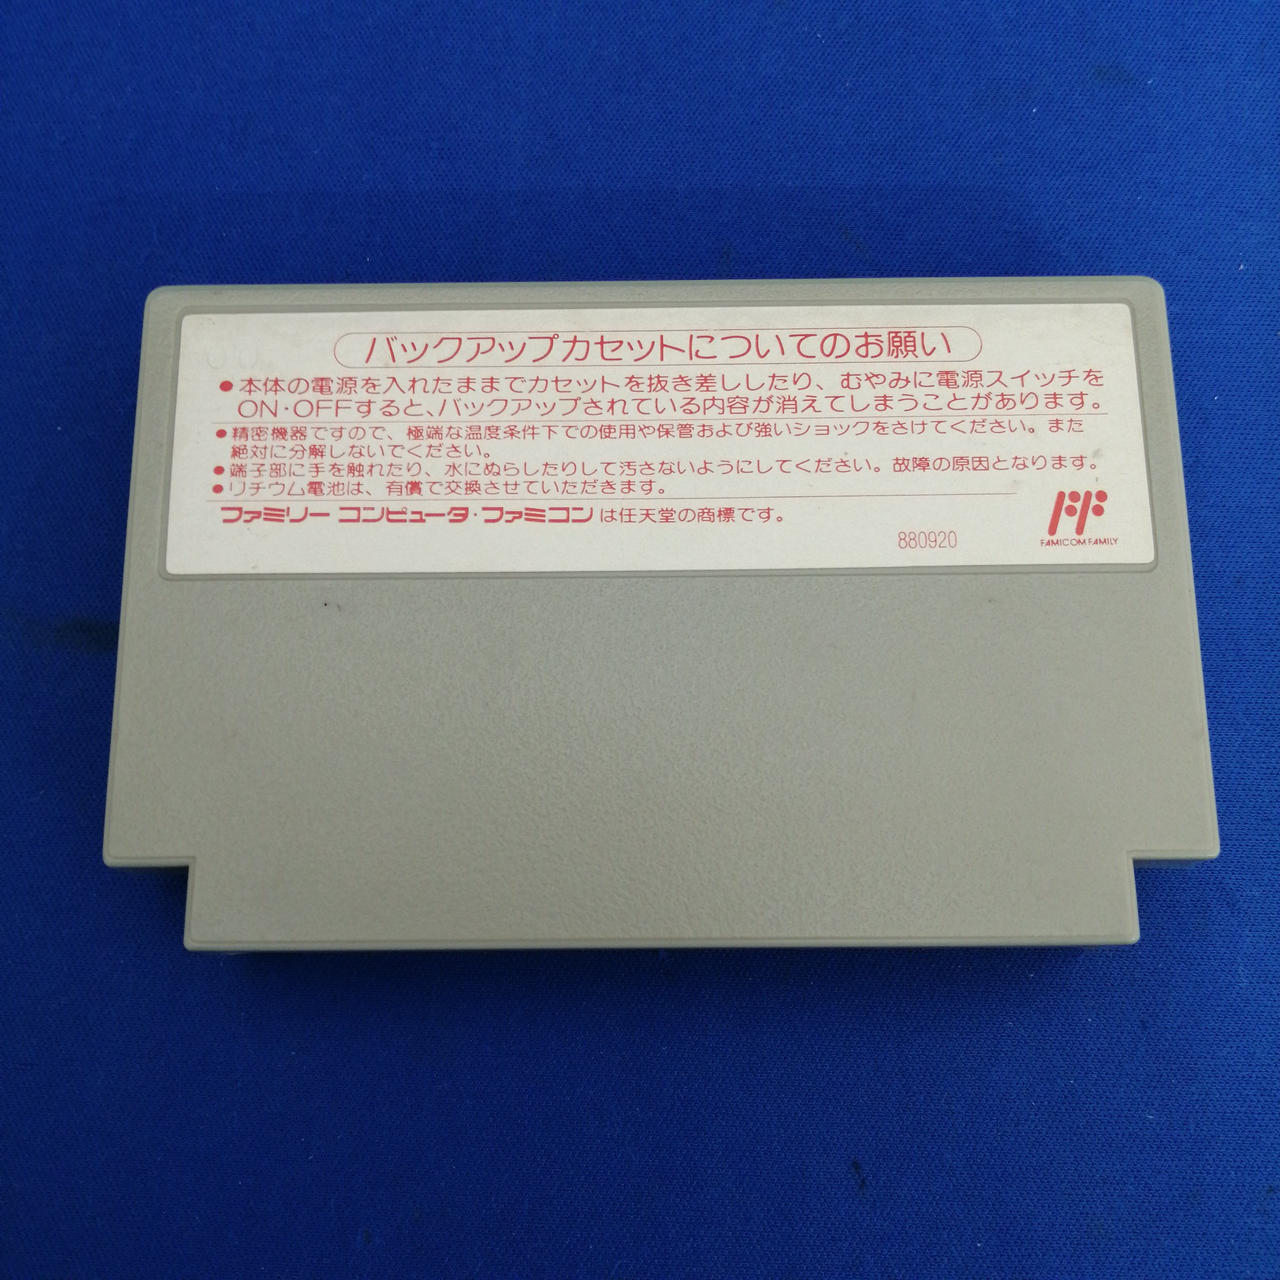 バックアップカセットについてのお願い
●本体の電源を入れたままでカセットを抜き差ししたり、むやみに電源スイッチを
ON・OFFすると、バックアップされている内容が消えてしまうことがあります。
●精密機器ですので、極端な温度条件下での使用や保管および強いショックをさけてください。また
絶対に分解しないでください。
●端子部に手を触れたり、水にぬらしたりして汚さないようにしてください。故障の原因となります。
●リチウム電池は、有償で交換させていただきます。
ファミリーコンピュータ・ファミコンは任天堂の商標です。
880920
FAMICOM FAMILY